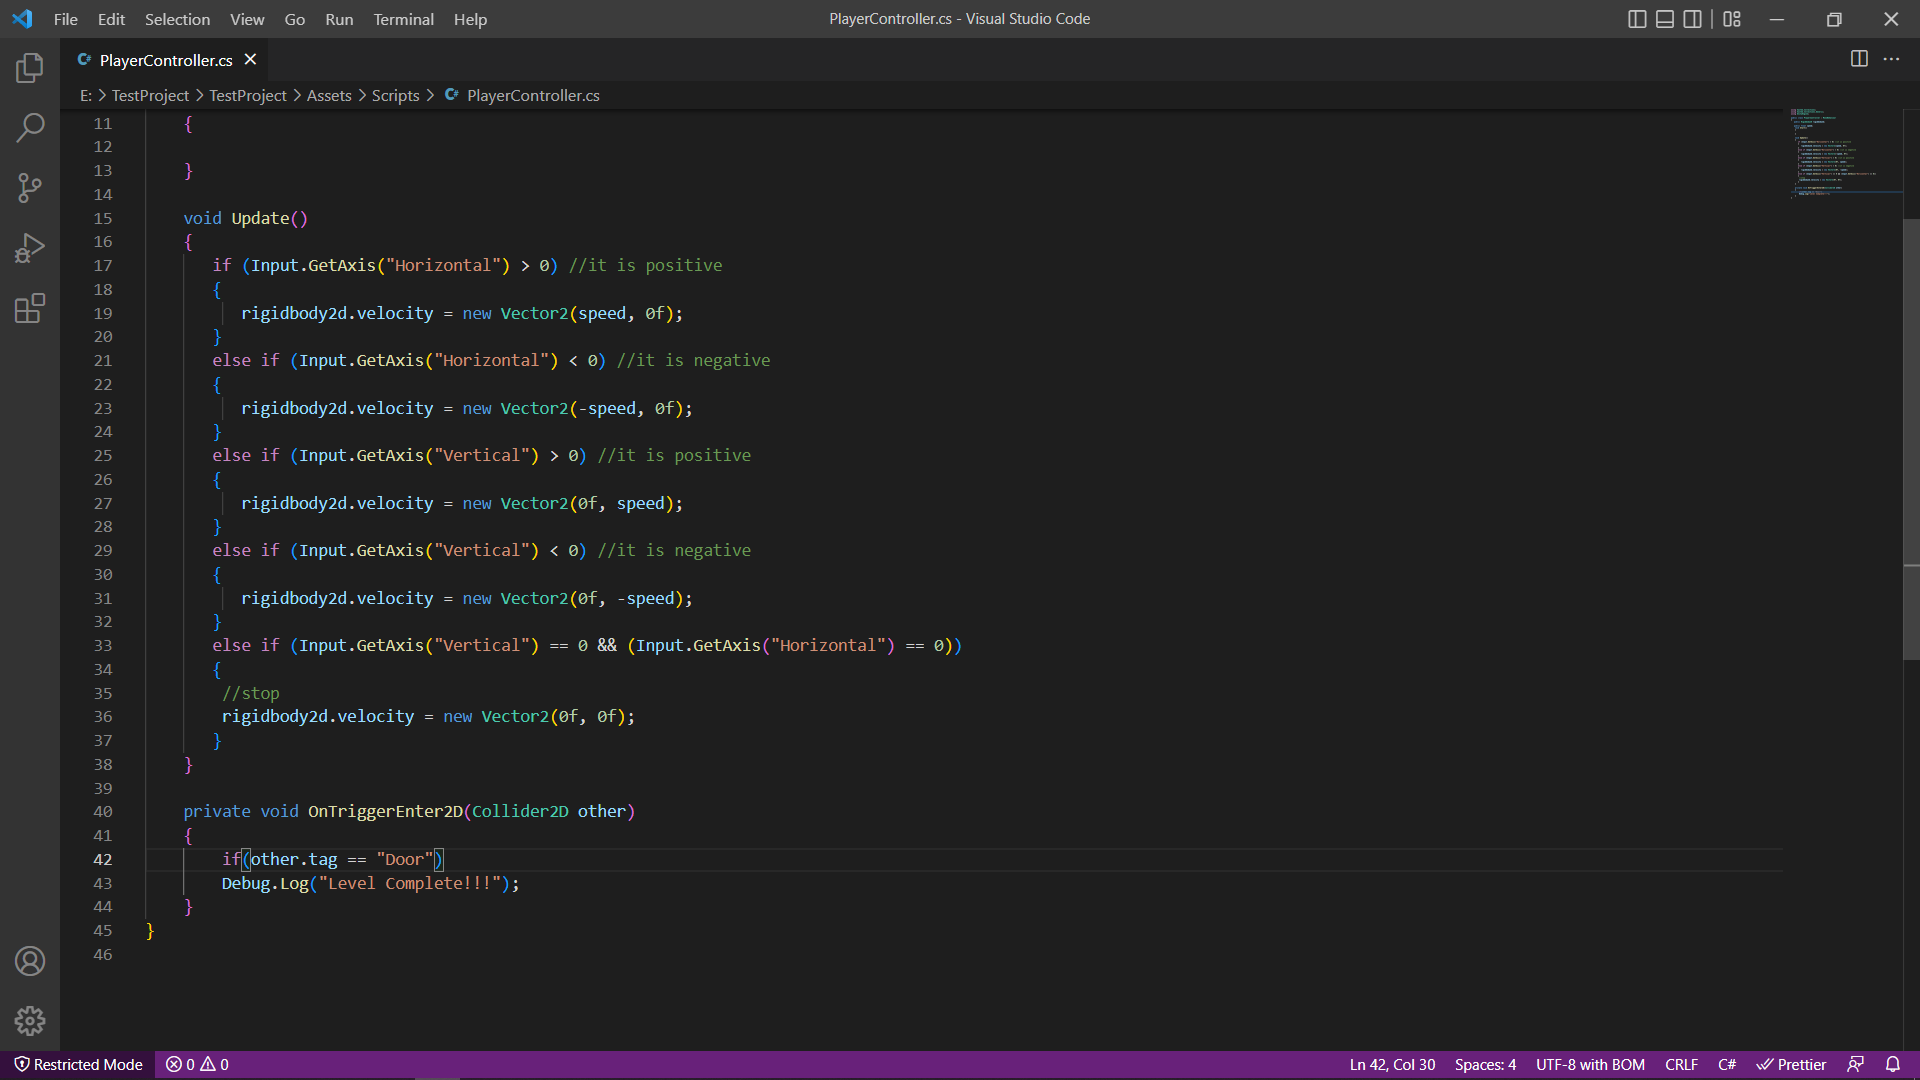 File Edit Selection View Go Run Terminal Help
PlayerController.cs - Visual Studio Code
PlayerController.cs
E: > TestProject > TestProject > Assets > Scripts > PlayerController.cs
11 {
12
13 }
14
15 void Update()
16 {
17 if (Input.GetAxis("Horizontal") > 0) //it is positive
18 {
19 rigidbody2d.velocity = new Vector2(speed, 0f);
20 }
21 else if (Input.GetAxis("Horizontal") < 0) //it is negative
22 {
23 rigidbody2d.velocity = new Vector2(-speed, 0f);
24 }
25 else if (Input.GetAxis("Vertical") > 0) //it is positive
26 {
27 rigidbody2d.velocity = new Vector2(0f, speed);
28 }
29 else if (Input.GetAxis("Vertical") < 0) //it is negative
30 {
31 rigidbody2d.velocity = new Vector2(0f, -speed);
32 }
33 else if (Input.GetAxis("Vertical") == 0 && (Input.GetAxis("Horizontal") == 0))
34 {
35 //stop
36 rigidbody2d.velocity = new Vector2(0f, 0f);
37 }
38 }
39
40 private void OnTriggerEnter2D(Collider2D other)
41 {
42 if(other.tag == "Door")
43 Debug.Log("Level Complete!!!");
44 }
45 }
46
Restricted Mode 0 0 Ln 42, Col 30 Spaces: 4 UTF-8 with BOM CRLF C# Prettier